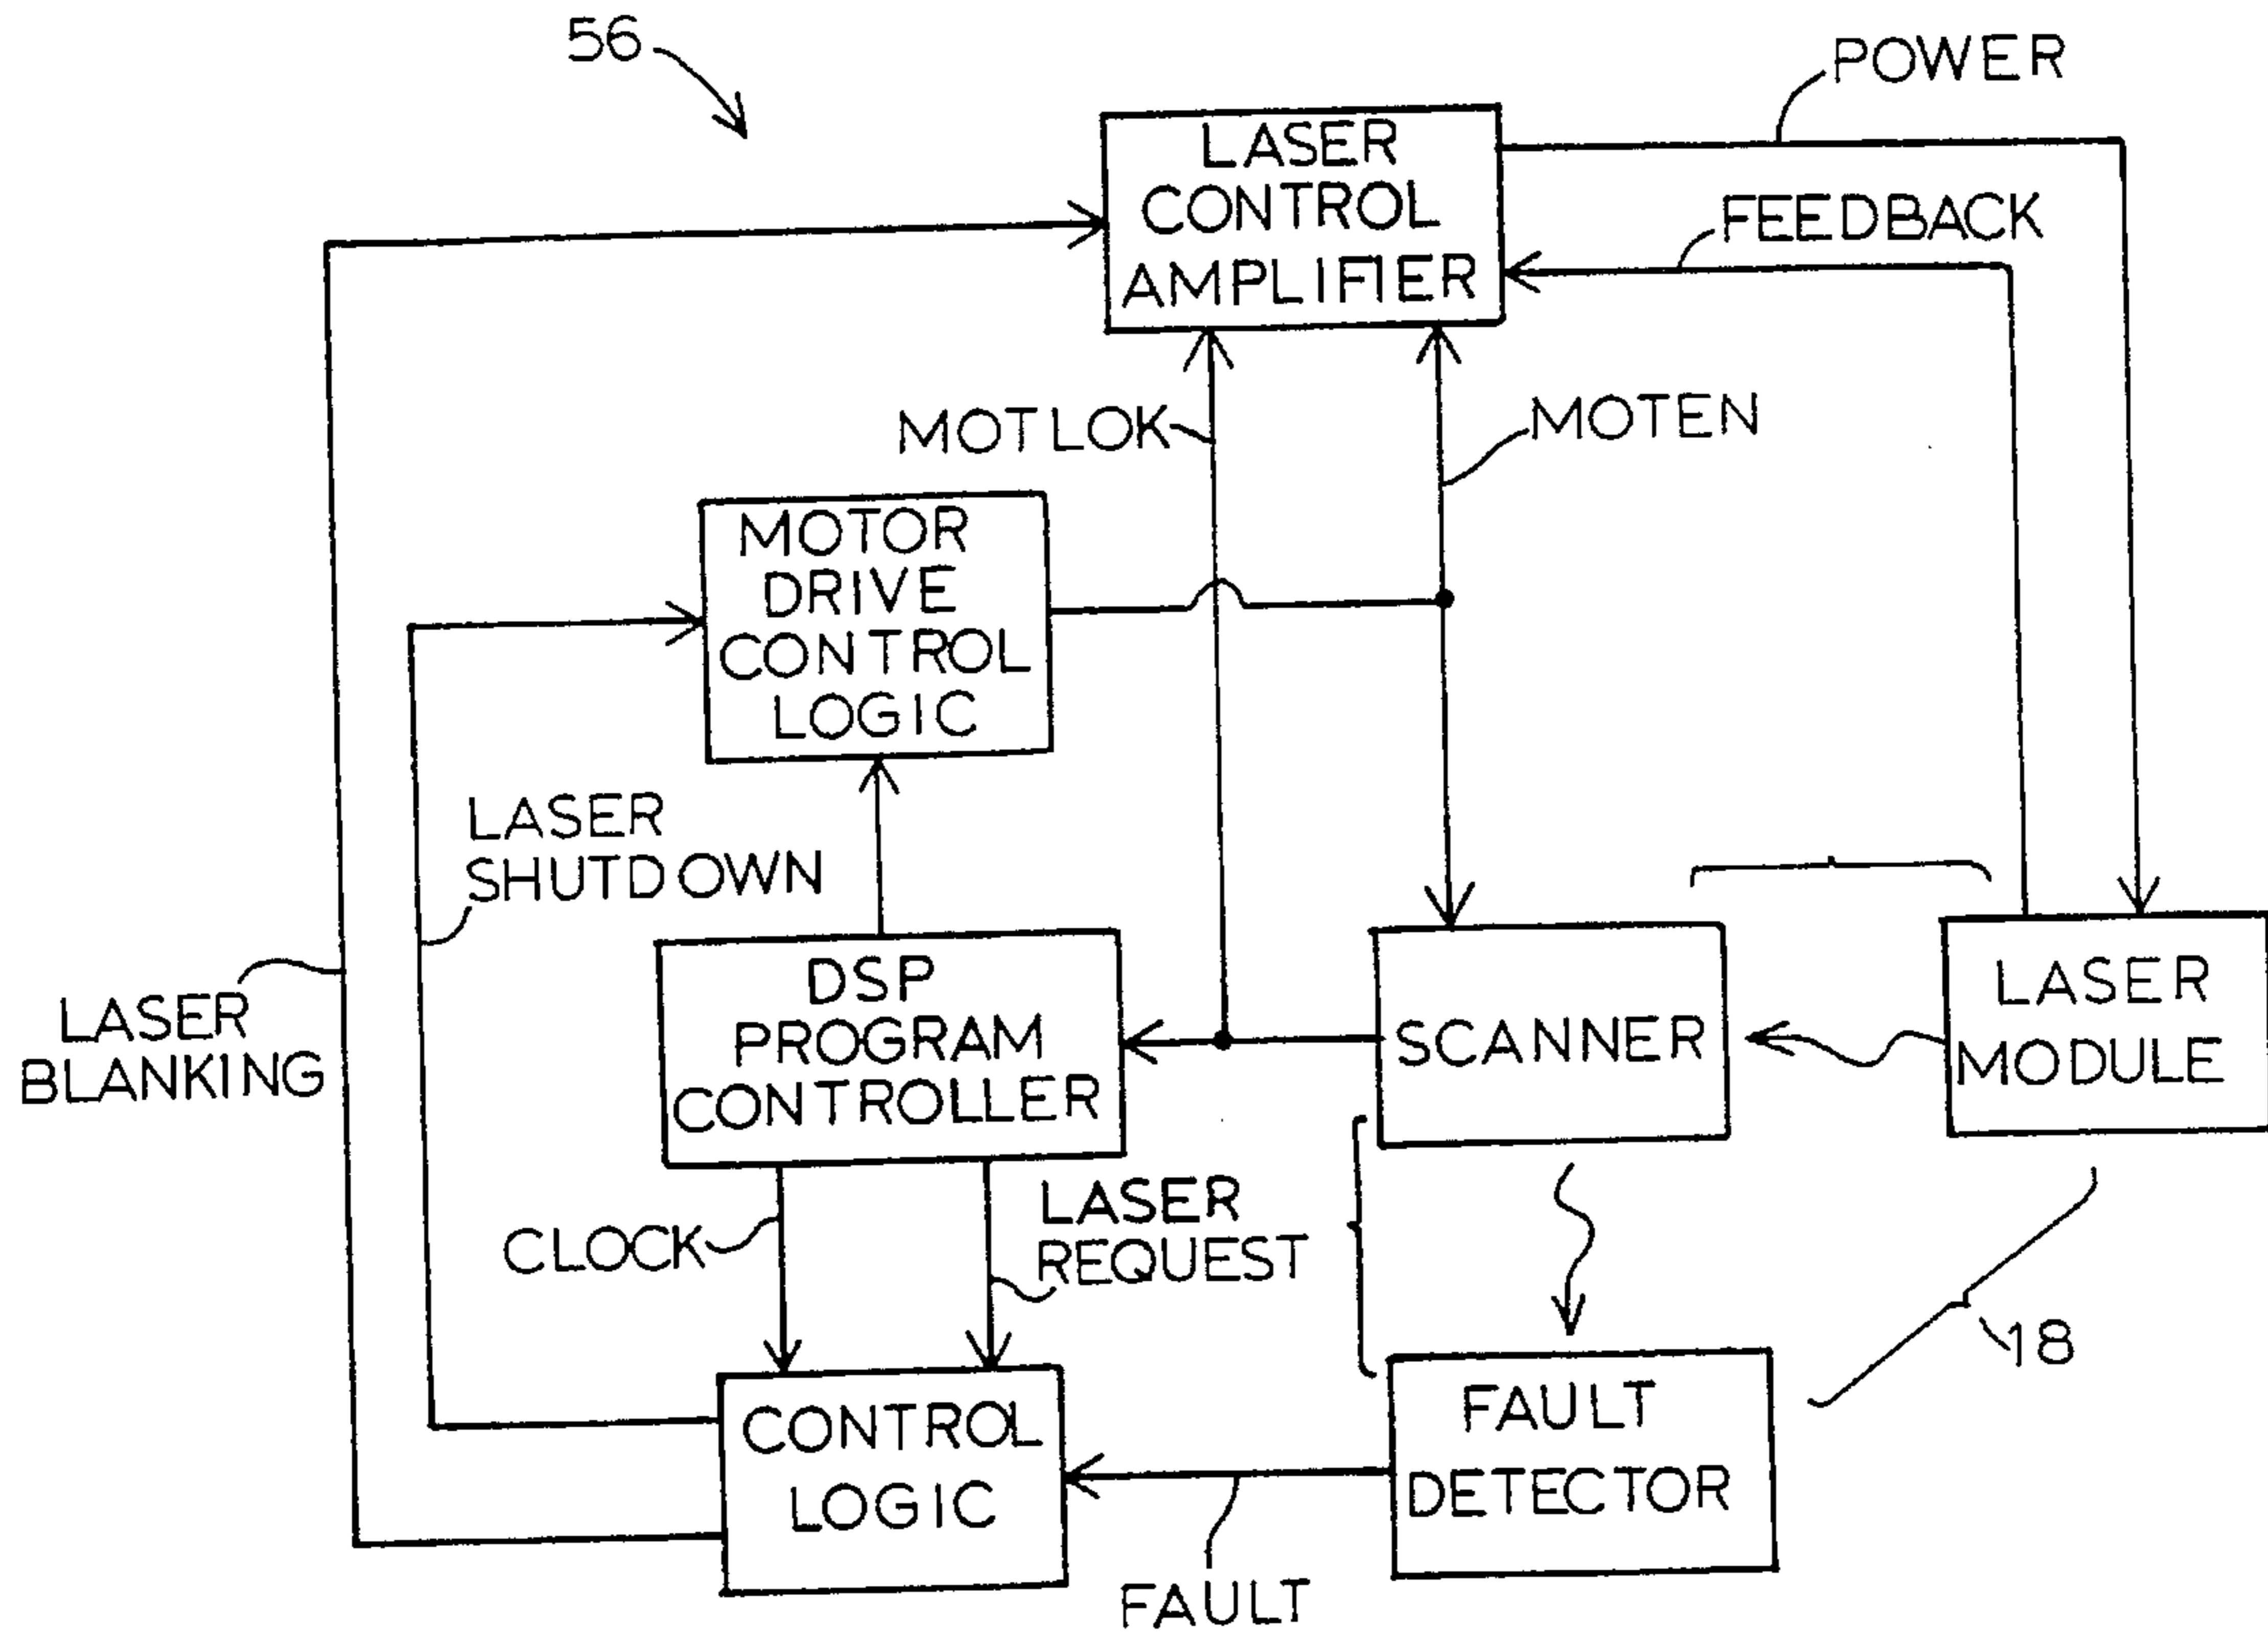 56
POWER
LASER
CONTROL
AMPLIFIER
FEEDBACK
MOTLOK
MOTEN
MOTOR
DRIVE
CONTROL
LOGIC
LASER
SHUTDOWN
LASER
BLANKING
DSP
PROGRAM
CONTROLLER
SCANNER
LASER
MODULE
CLOCK
LASER
REQUEST
18
CONTROL
LOGIC
FAULT
DETECTOR
FAULT